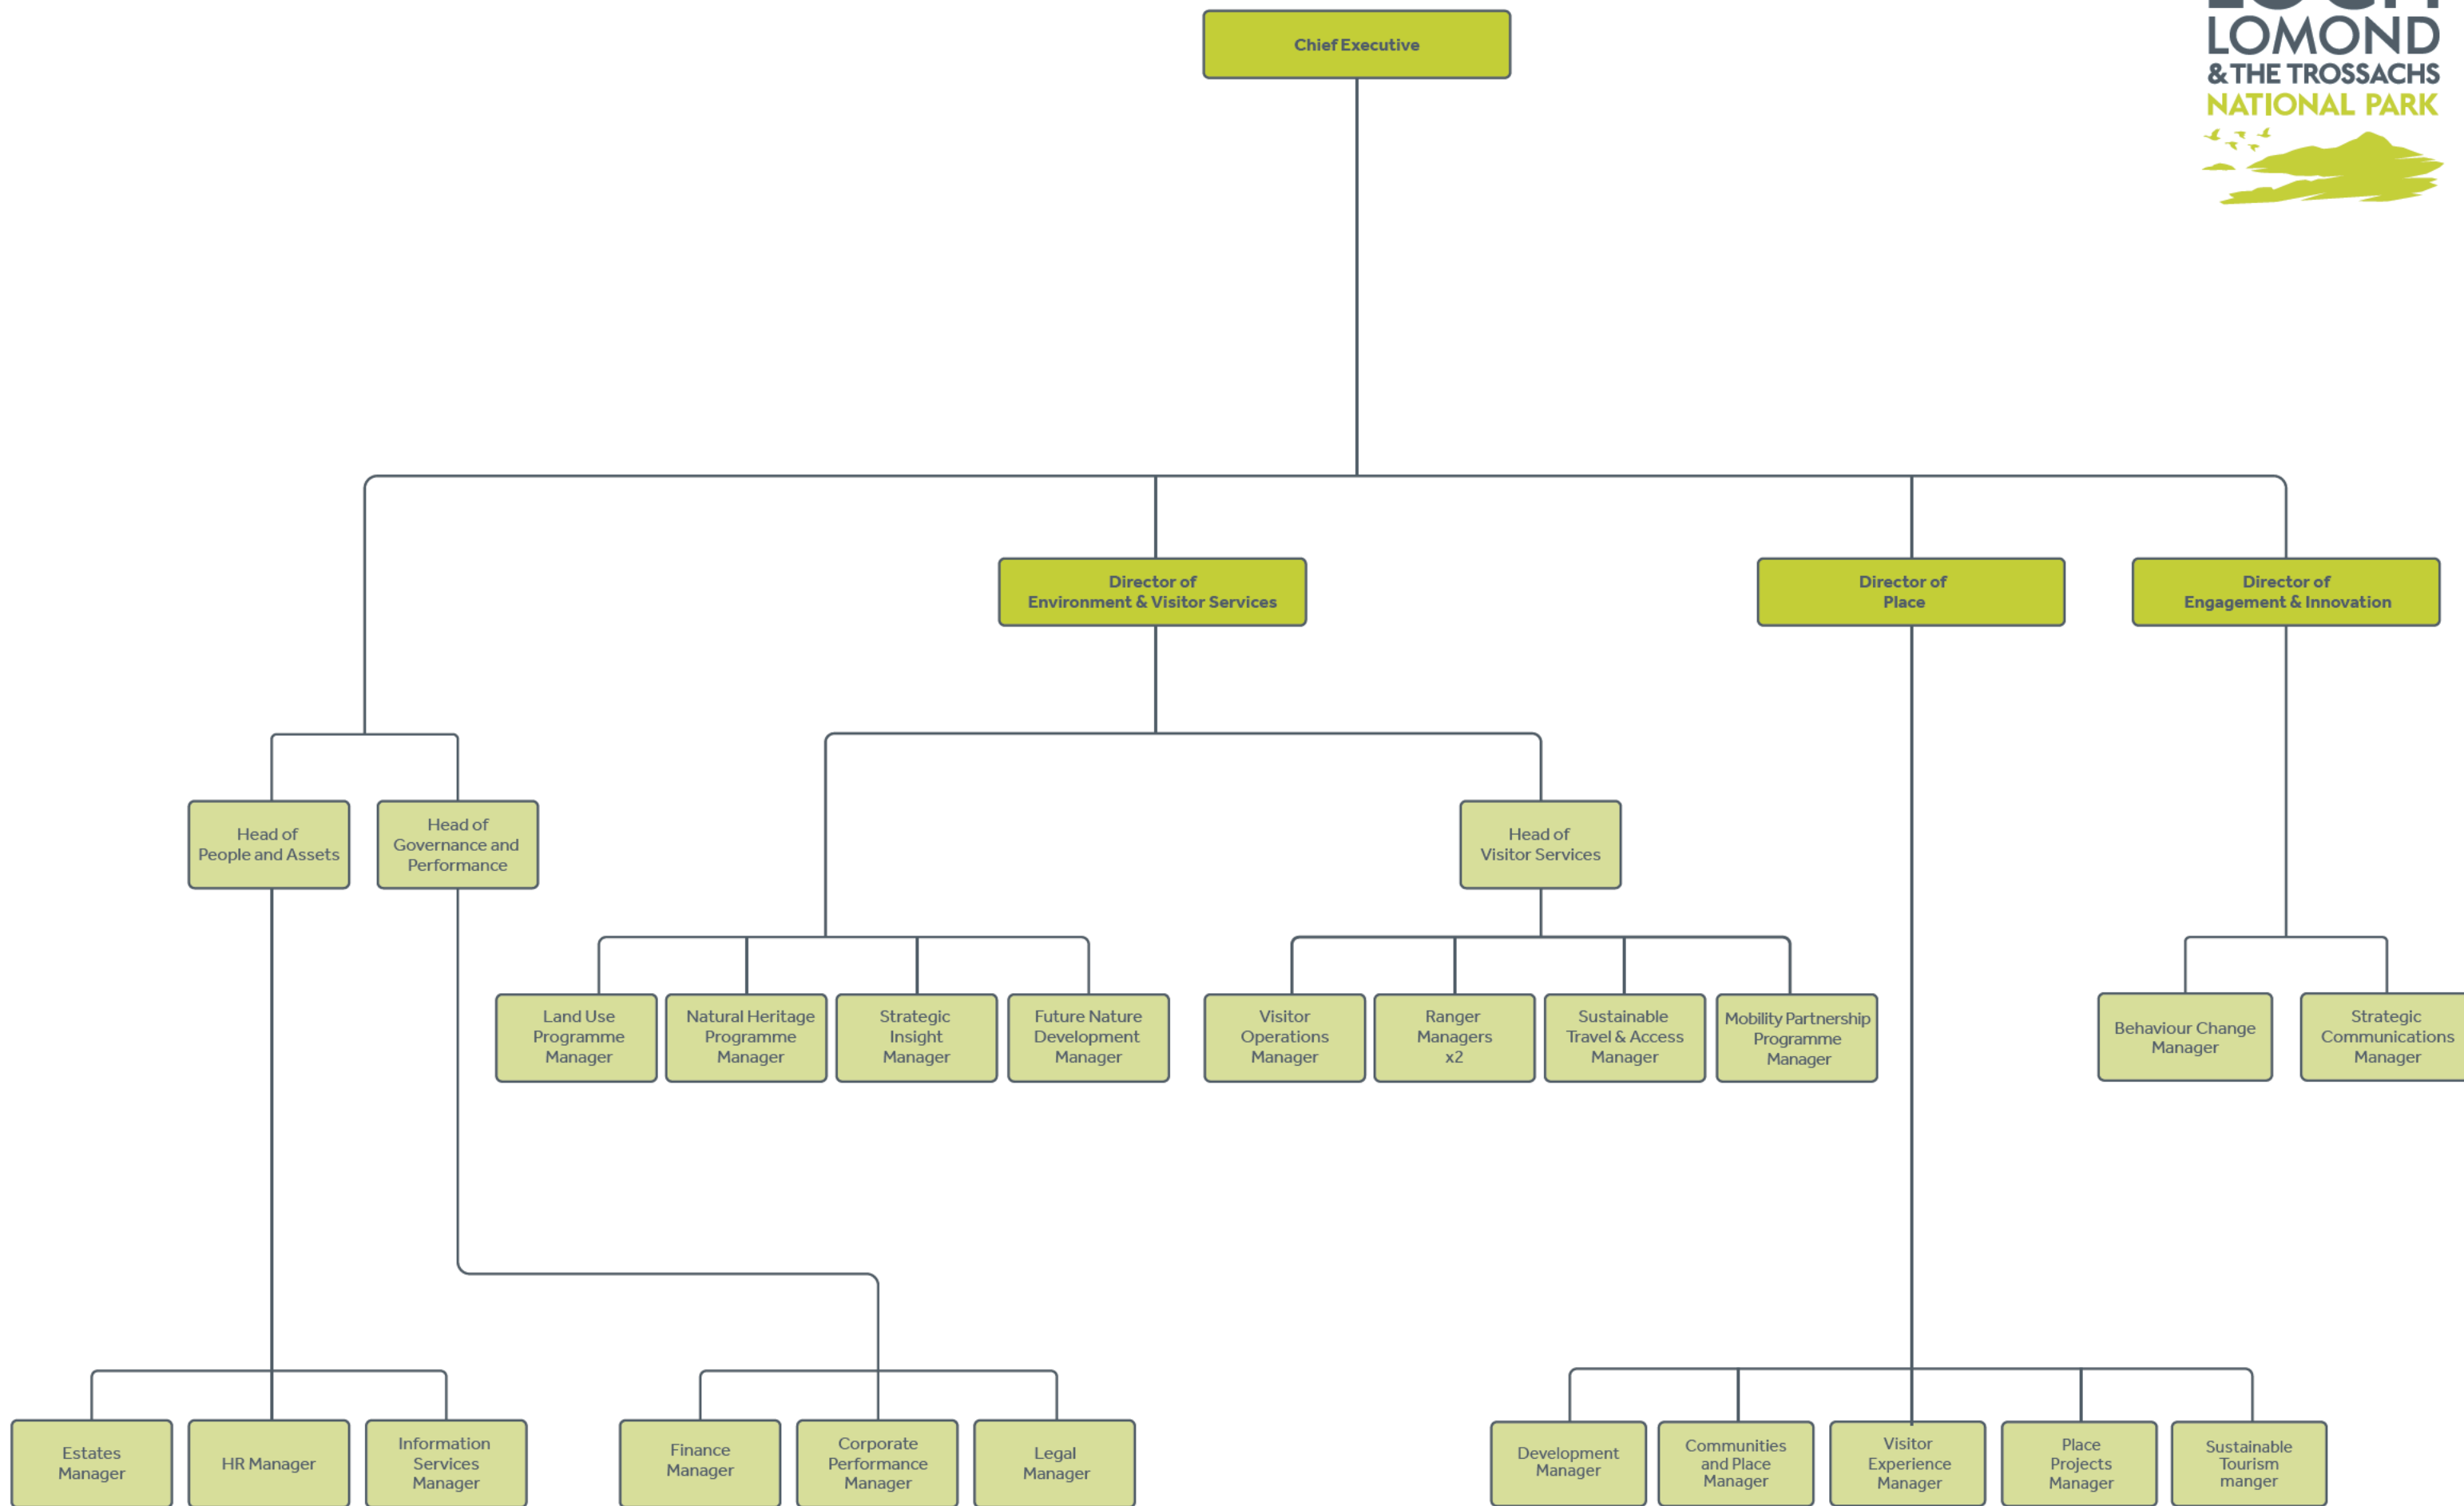 Chief Executive
LOMOND
& THE TROSSACHS
NATIONAL PARK
Director of
Environment & Visitor Services
Director of
Place
Director of
Engagement & Innovation
Head of
People and Assets
Head of
Governance and
Performance
Head of
Visitor Services
Land Use
Programme
Manager
Natural Heritage
Programme
Manager
Strategic
Insight
Manager
Future Nature
Development
Manager
Visitor
Operations
Manager
Ranger
Managers
x2
Sustainable
Travel & Access
Manager
Mobility Partnership
Programme
Manager
Behaviour Change
Manager
Strategic
Communications
Manager
Estates
Manager
HR Manager
Information
Services
Manager
Finance
Manager
Corporate
Performance
Manager
Legal
Manager
Development
Manager
Communities
and Place
Manager
Visitor
Experience
Manager
Place
Projects
Manager
Sustainable
Tourism
manger